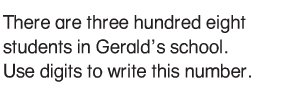 There are three hundred eight
students in Gerald's school.
Use digits to write this number.